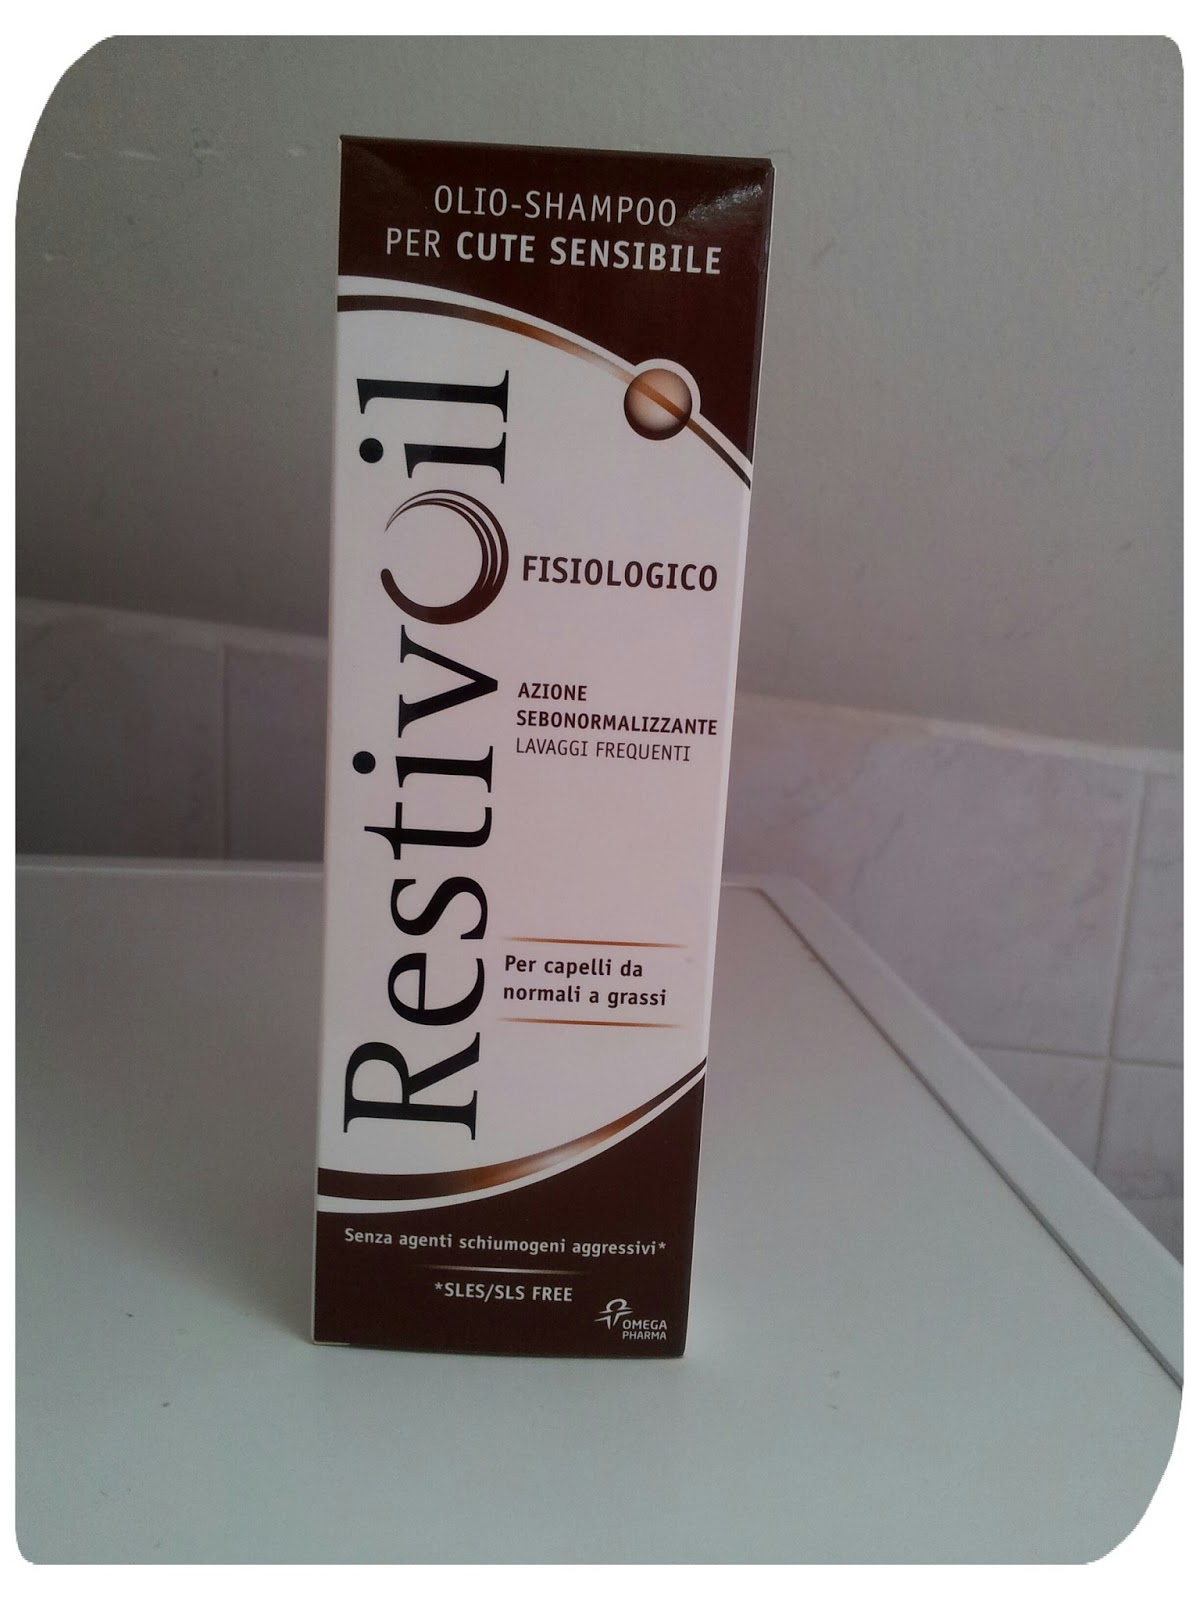 OLIO-SHAMPOO
PER CUTE SENSIBILE
RestivOil
FISIOLOGICO
AZIONE
SEBONORMALIZZANTE
LAVAGGI FREQUENTI
Per capelli da
normali a grassi
Senza agenti schiumogeni aggressivi*
*SLES/SLS FREE
OMEGA
PHARMA